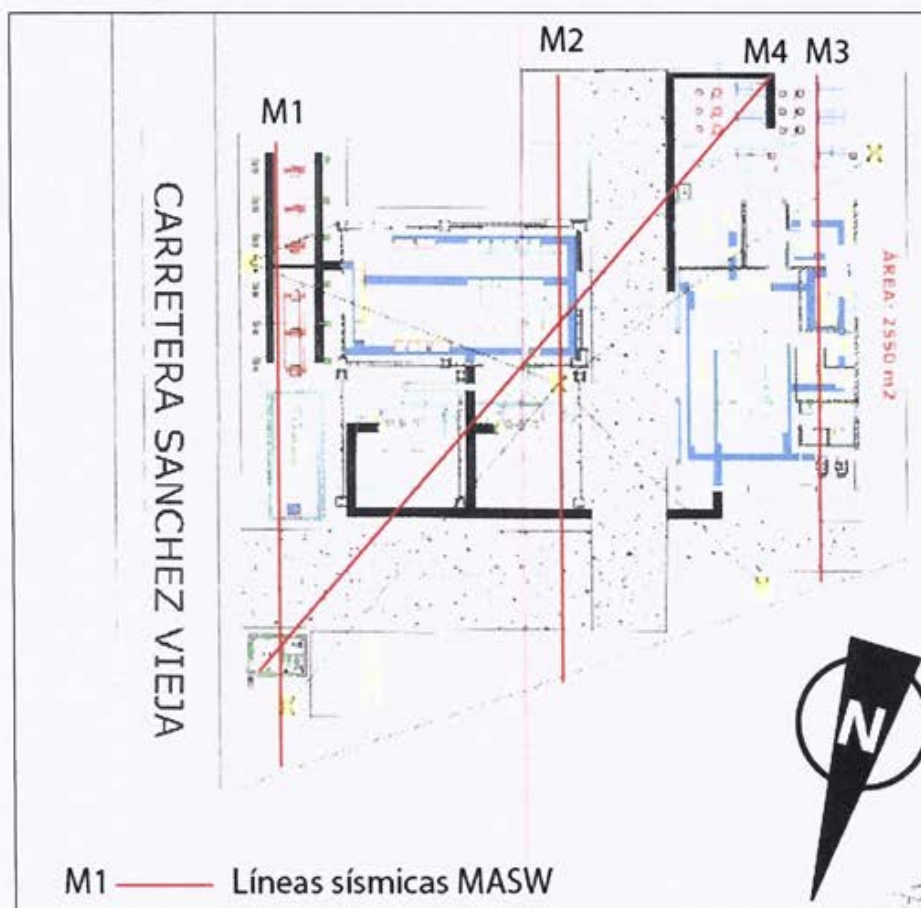 M1
M2
M4
M3
CARRETERA SANCHEZ VIEJA
ÁREA: 2550 m2
N
M1
Líneas sísmicas MASW